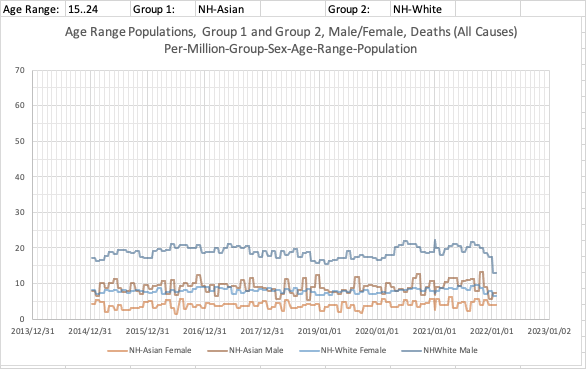 Age Range: 15..24 Group 1: NH-Asian Group 2: NH-White
Age Range Populations, Group 1 and Group 2, Male/Female, Deaths (All Causes)
Per-Million-Group-Sex-Age-Range-Population
70
60
50
40
30
20
10
0
2013/12/31 2014/12/31 2015/12/31 2016/12/31 2017/12/31 2019/01/01 2020/01/01 2021/01/01 2022/01/01 2023/01/02
NH-Asian Female NH-Asian Male NH-White Female NHWhite Male